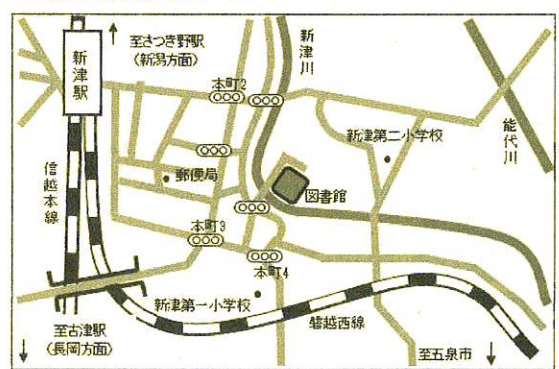 至さつき野駅
(新潟方面)
新津駅
本町2
新津川
新津第二小学校
能代川
信越本線
郵便局
図書館
本町3
本町4
新津第一小学校
磐越西線
至古津駅
(長岡方面)
至五泉市